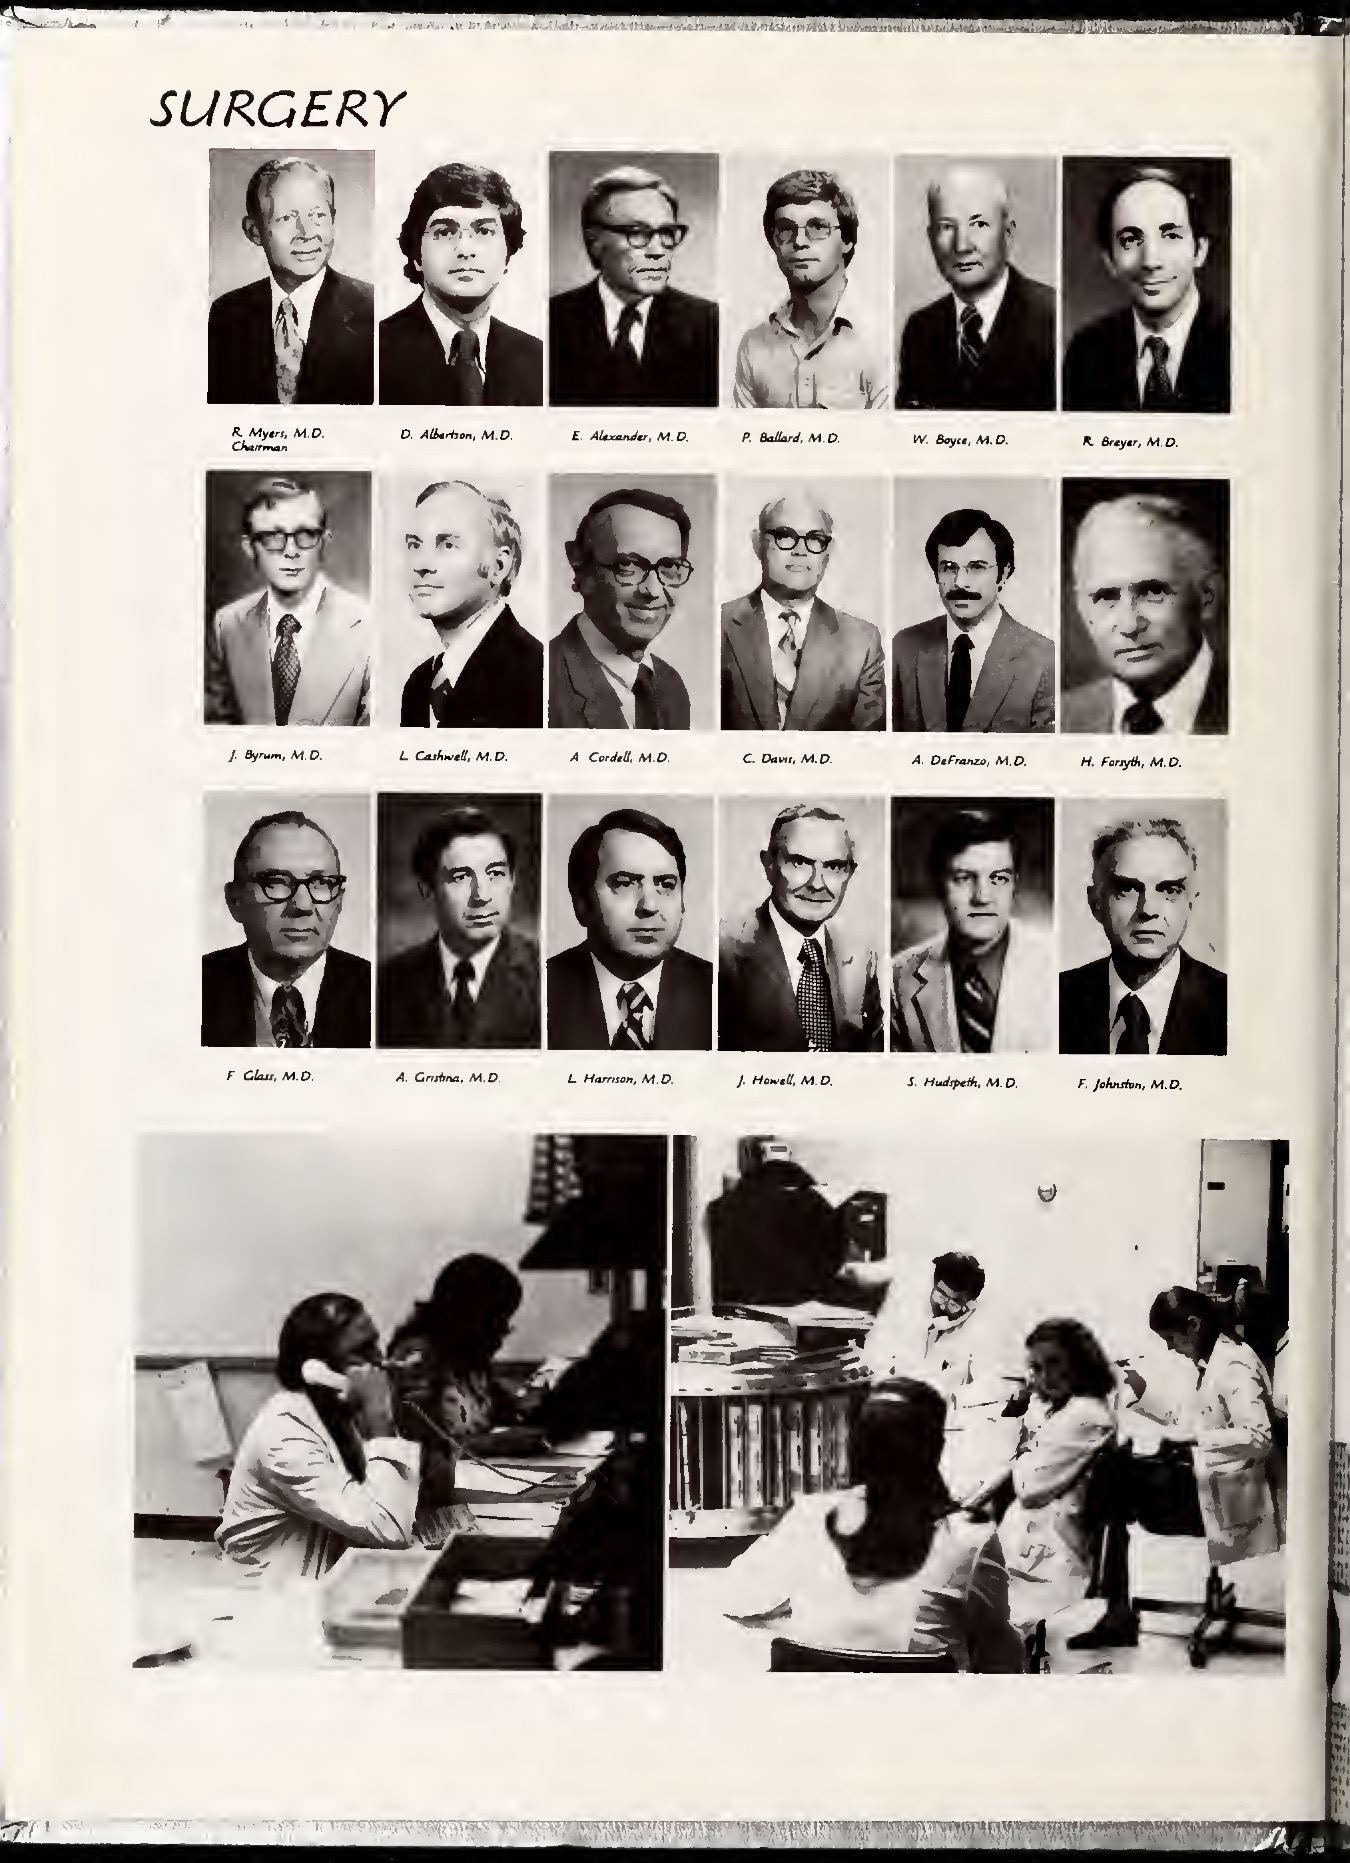 SURGERY
R. Myers, M.D.
Chairman
D. Albertson, M.D.
E. Alexander, M.D.
P. Ballard, M.D.
W. Boyce, M.D.
R. Breyer, M.D.
J. Byrum, M.D.
L. Cashwell, M.D.
A. Cordell, M.D.
C. Davis, M.D.
A. DeFranzo, M.D.
H. Forsyth, M.D.
F. Glass, M.D.
A. Gristina, M.D.
L. Harrison, M.D.
J. Howell, M.D.
S. Hudspeth, M.D.
F. Johnston, M.D.